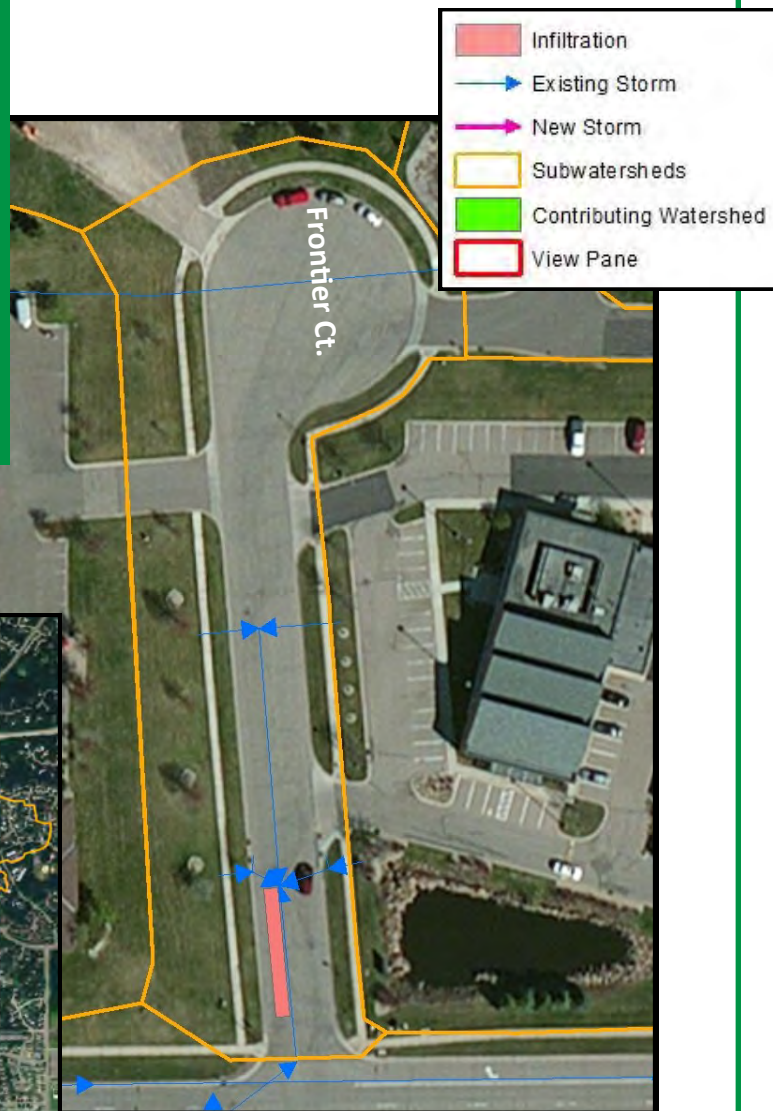 Infiltration
Existing Storm
New Storm
Subwatersheds
Contributing Watershed
View Pane
Frontier Ct.